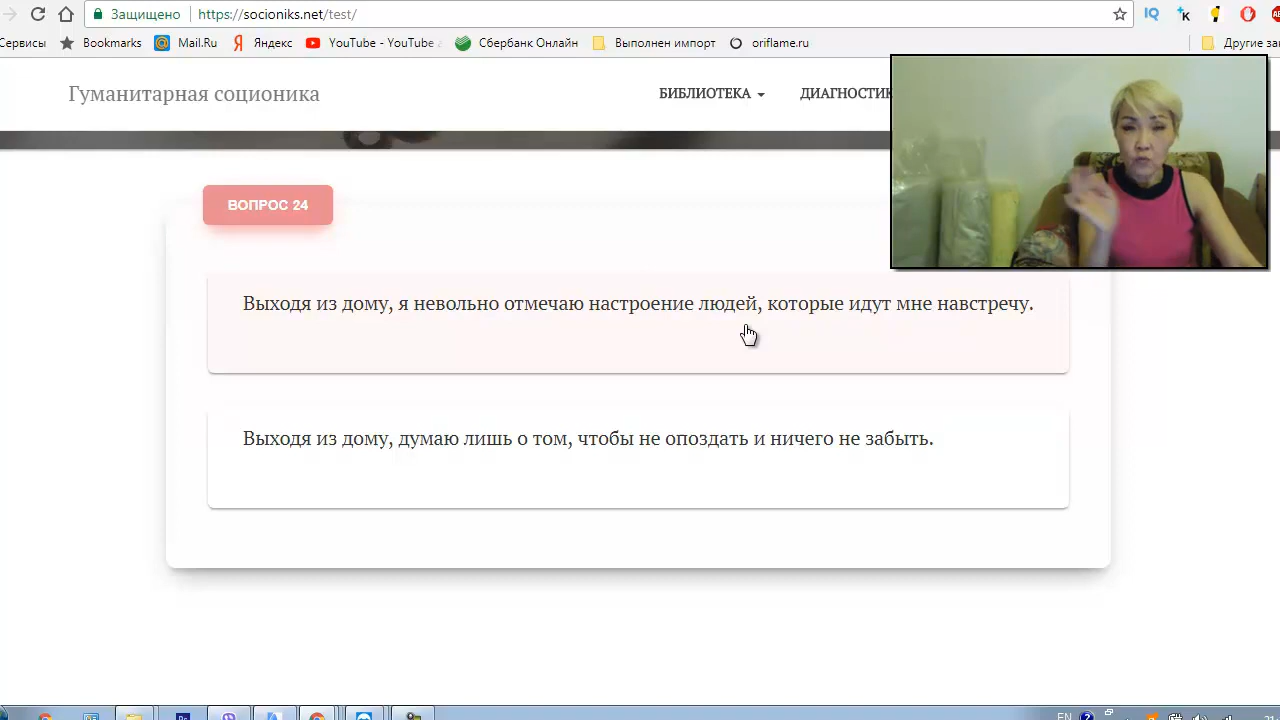 Защищено https://socioniks.net/test/
Сервисы Bookmarks Mail.Ru Яндекс YouTube - YouTube Сбербанк Онлайн Выполнен импорт oriflame.ru Другие за
Гуманитарная соционика БИБЛИОТЕКА ДИАГНОСТИК
ВОПРОС 24
Выходя из дому, я невольно отмечаю настроение людей, которые идут мне навстречу.
Выходя из дому, думаю лишь о том, чтобы не опоздать и ничего не забыть.
EN